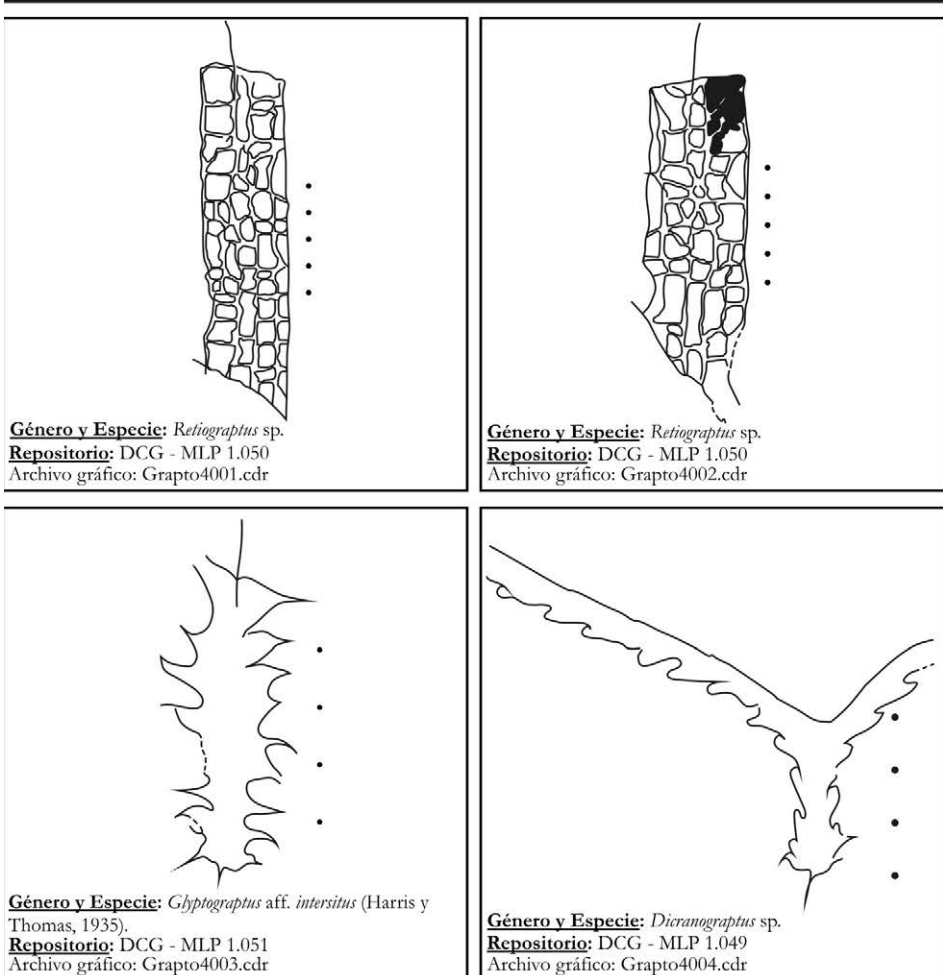 Género y Especie: Retiograptus sp.
Repositorio: DCG - MLP 1.050
Archivo gráfico: Grapto4001.cdr
Género y Especie: Retiograptus sp.
Repositorio: DCG - MLP 1.050
Archivo gráfico: Grapto4002.cdr
Género y Especie: Glyptograptus aff. intersitus (Harris y
Thomas, 1935).
Repositorio: DCG - MLP 1.051
Archivo gráfico: Grapto4003.cdr
Género y Especie: Dicranograptus sp.
Repositorio: DCG - MLP 1.049
Archivo gráfico: Grapto4004.cdr